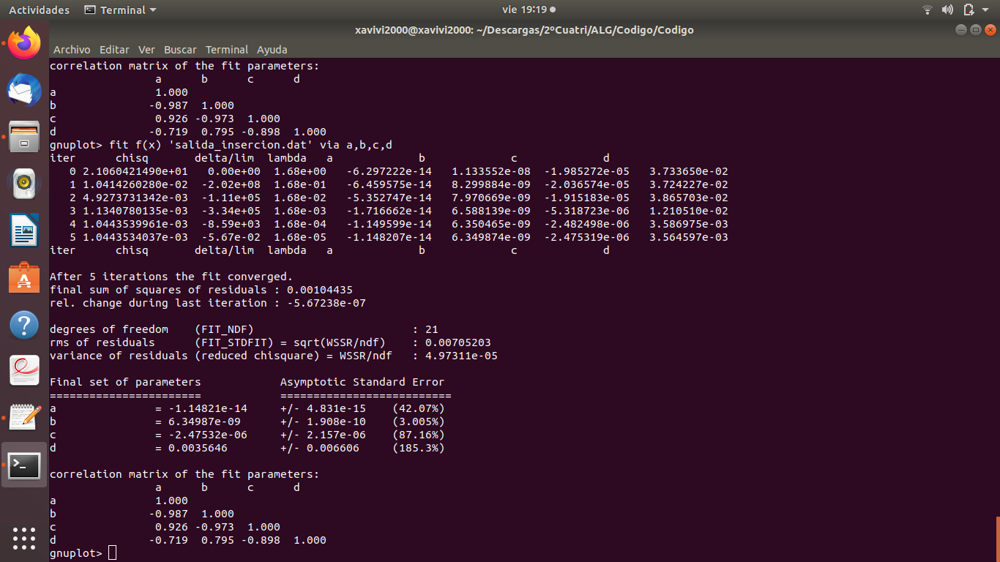 Actividades Terminal vie 19:19
xavivi2000@xavivi2000: ~/Descargas/2ºCuatri/ALG/Codigo/Codigo
Archivo Editar Ver Buscar Terminal Ayuda
correlation matrix of the fit parameters:
                a      b      c      d
a               1.000
b              -0.987  1.000
c               0.926 -0.973  1.000
d              -0.719  0.795 -0.898  1.000
gnuplot> fit f(x) 'salida_insercion.dat' via a,b,c,d
iter      chisq       delta/lim  lambda   a             b             c             d
   0 2.1060421490e+01   0.00e+00  1.68e+00   -6.297222e-14   1.133552e-08  -1.985272e-05   3.733650e-02
   1 1.0414260280e-02  -2.02e+08  1.68e-01   -6.459575e-14   8.299884e-09  -2.036574e-05   3.724227e-02
   2 4.9273731342e-03  -1.11e+05  1.68e-02   -5.352747e-14   7.970669e-09  -1.915183e-05   3.865703e-02
   3 1.1340780135e-03  -3.34e+05  1.68e-03   -1.716662e-14   6.588139e-09  -5.318723e-06   1.210510e-02
   4 1.0443539961e-03  -8.59e+03  1.68e-04   -1.149599e-14   6.350465e-09  -2.482498e-06   3.586975e-03
   5 1.0443534037e-03  -5.67e-02  1.68e-05   -1.148207e-14   6.349874e-09  -2.475319e-06   3.564597e-03
iter      chisq       delta/lim  lambda   a             b             c             d
After 5 iterations the fit converged.
final sum of squares of residuals : 0.00104435
rel. change during last iteration : -5.67238e-07
degrees of freedom    (FIT_NDF)                        : 21
rms of residuals      (FIT_STDFIT) = sqrt(WSSR/ndf)    : 0.00705203
variance of residuals (reduced chisquare) = WSSR/ndf   : 4.97311e-05
Final set of parameters            Asymptotic Standard Error
=======================            ==========================
a               = -1.14821e-14     +/- 4.831e-15    (42.07%)
b               = 6.34987e-09      +/- 1.908e-10    (3.005%)
c               = -2.47532e-06     +/- 2.157e-06    (87.16%)
d               = 0.0035646        +/- 0.006606     (185.3%)
correlation matrix of the fit parameters:
                a      b      c      d
a               1.000
b              -0.987  1.000
c               0.926 -0.973  1.000
d              -0.719  0.795 -0.898  1.000
gnuplot>